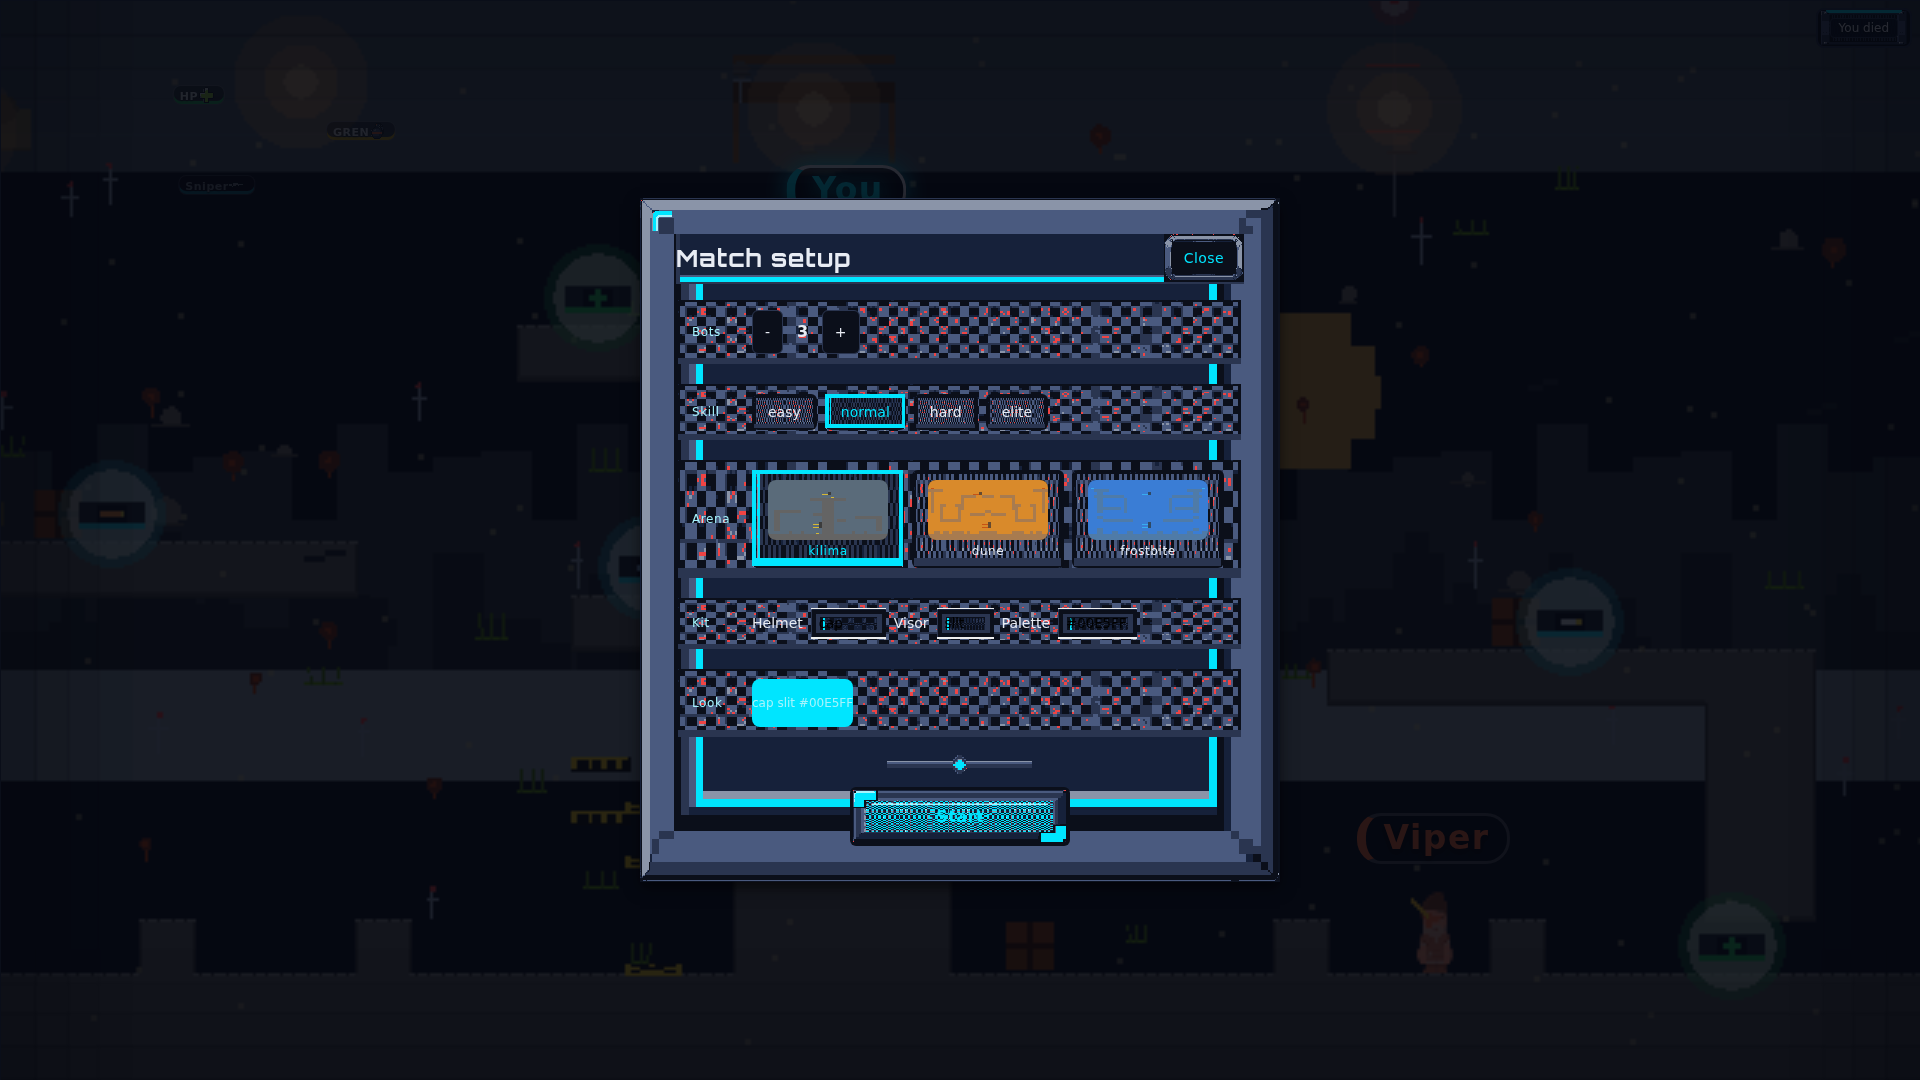 You died
HP
GREN
Sniper
You
Match setup
Close
Bots - 3 +
Skill easy normal hard elite
Arena
kilima dune frostbite
Kit Helmet Visor Palette
Look cap slit #00E5FF
Start
Viper